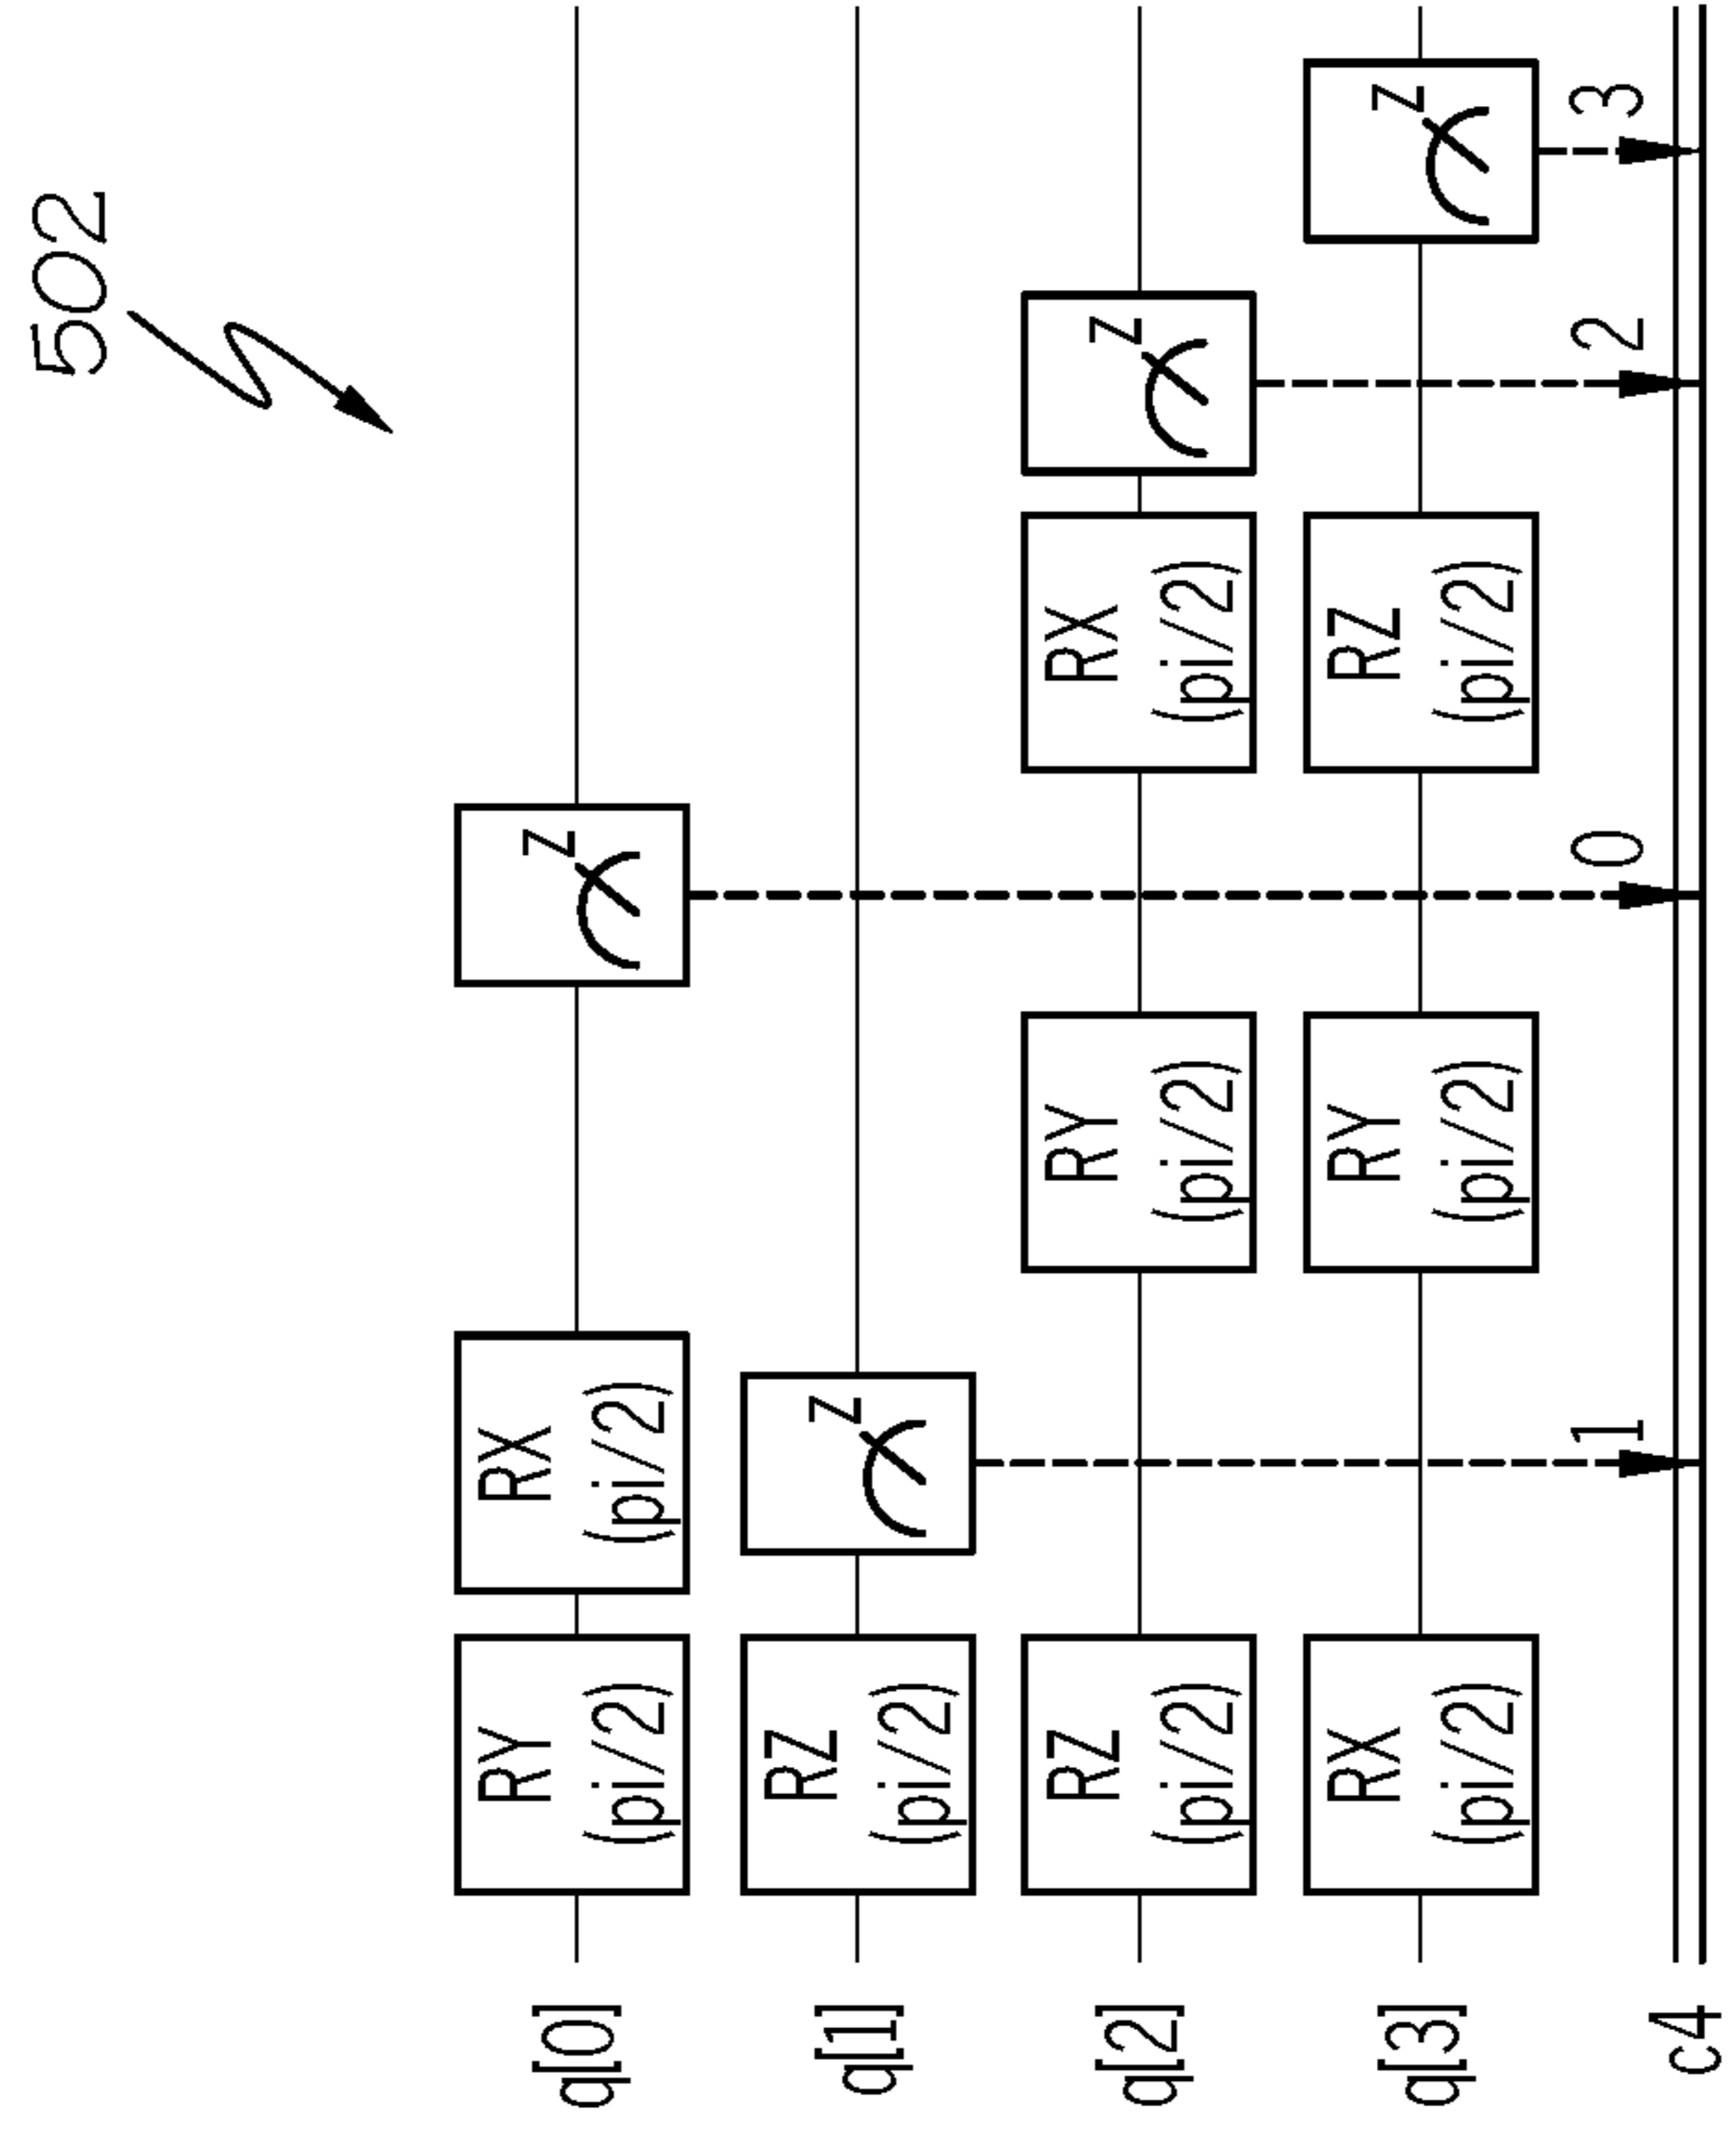 502
q[0]
RY
(pi/2)
RX
(pi/2)
z
q[1]
RZ
(pi/2)
z
q[2]
RZ
(pi/2)
RY
(pi/2)
RX
(pi/2)
z
q[3]
RX
(pi/2)
RY
(pi/2)
RZ
(pi/2)
z
c4
1
0
2
3